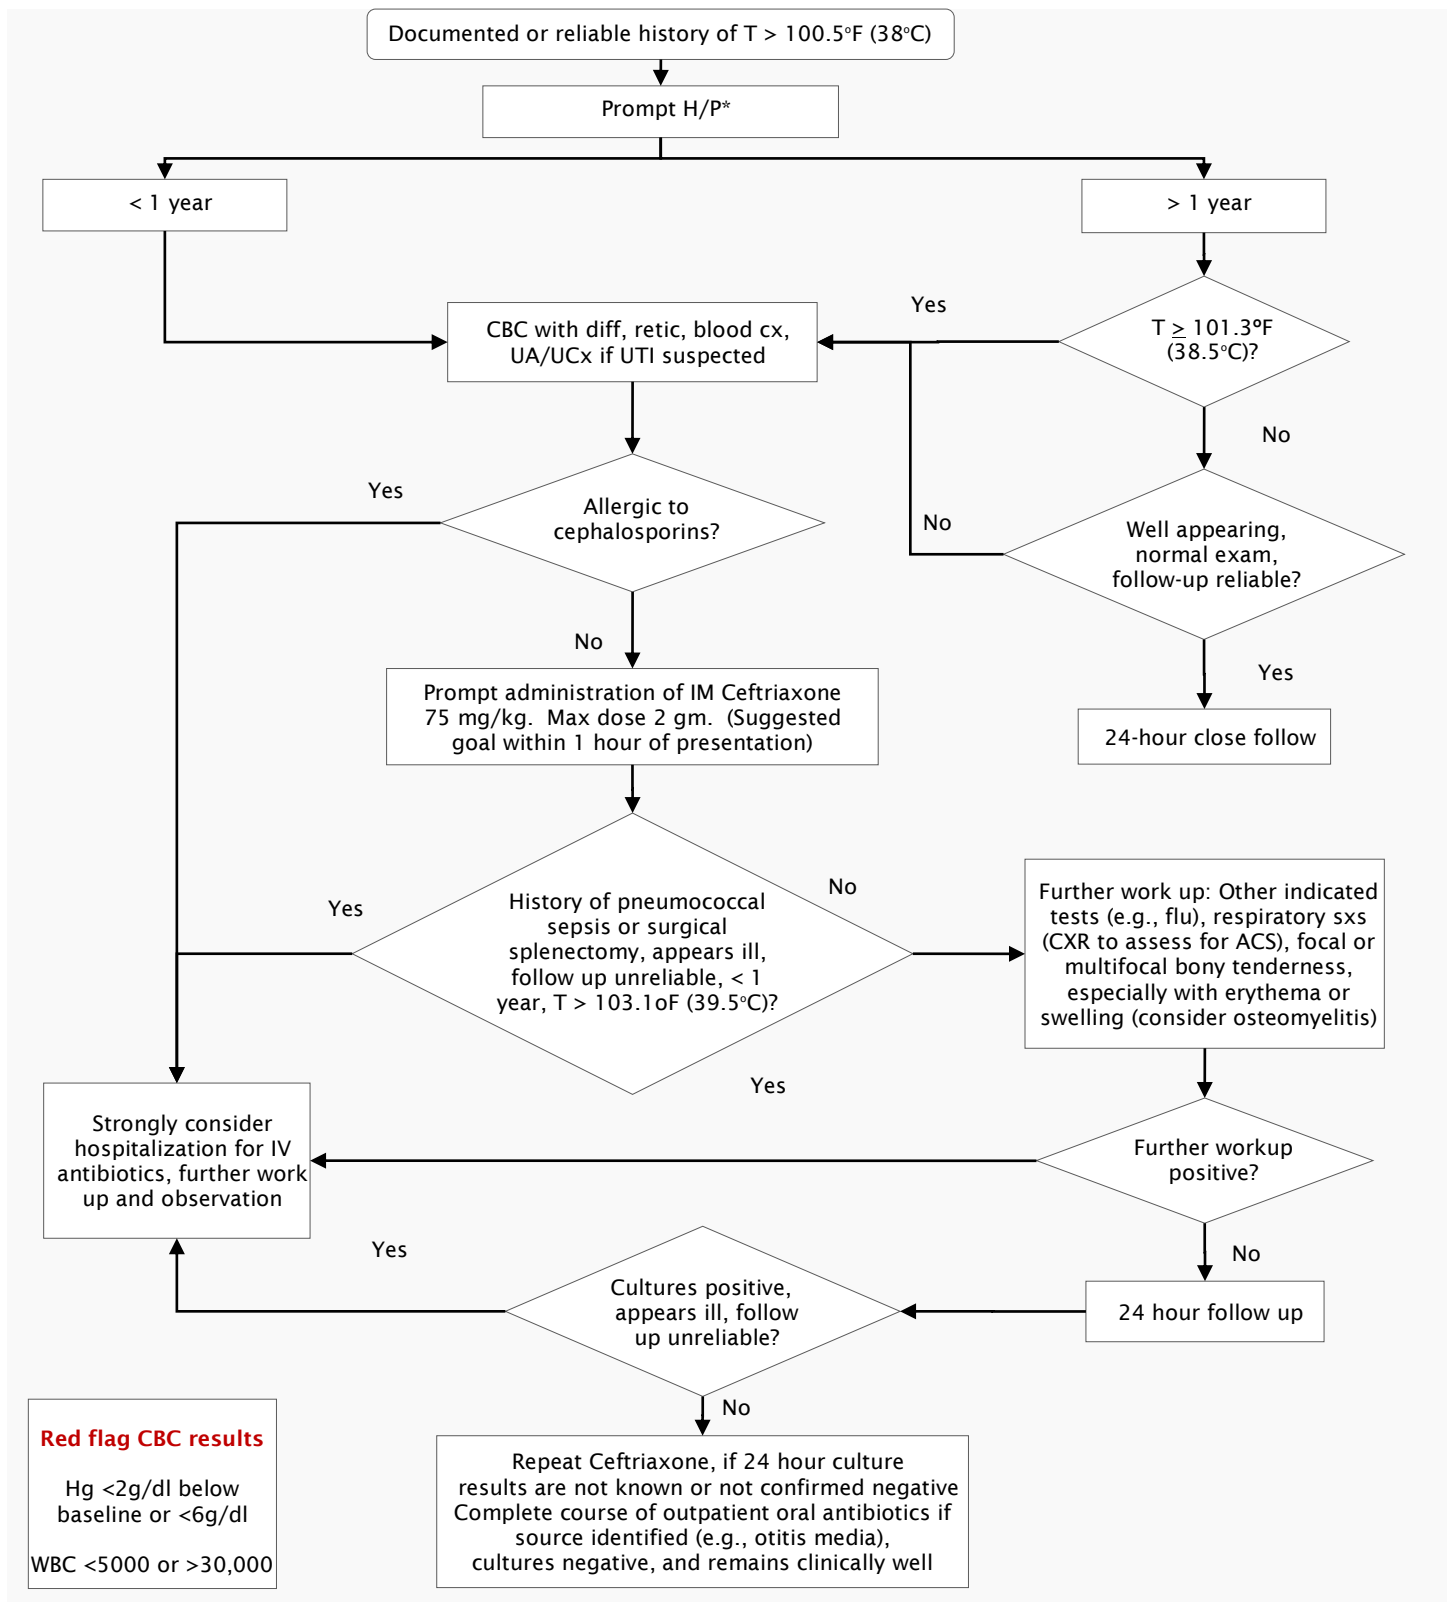 Documented or reliable history of T > 100.5°F (38°C)
Prompt H/P*
< 1 year
> 1 year
Yes
T ≥ 101.3ºF
(38.5°C)?
CBC with diff, retic, blood cx,
UA/UCx if UTI suspected
No
Yes
Allergic to
cephalosporins?
No
Well appearing,
normal exam,
follow-up reliable?
No
Yes
Prompt administration of IM Ceftriaxone
75 mg/kg. Max dose 2 gm. (Suggested
goal within 1 hour of presentation)
24-hour close follow
Yes
History of pneumococcal
sepsis or surgical
splenectomy, appears ill,
follow up unreliable, < 1
year, T > 103.1oF (39.5°C)?
No
Further work up: Other indicated
tests (e.g., flu), respiratory sxs
(CXR to assess for ACS), focal or
multifocal bony tenderness,
especially with erythema or
swelling (consider osteomyelitis)
Yes
Strongly consider
hospitalization for IV
antibiotics, further work
up and observation
Further workup
positive?
No
Yes
Cultures positive,
appears ill, follow
up unreliable?
24 hour follow up
No
Red flag CBC results
Hg <2g/dl below
baseline or <6g/dl
WBC <5000 or >30,000
Repeat Ceftriaxone, if 24 hour culture
results are not known or not confirmed negative
Complete course of outpatient oral antibiotics if
source identified (e.g., otitis media),
cultures negative, and remains clinically well